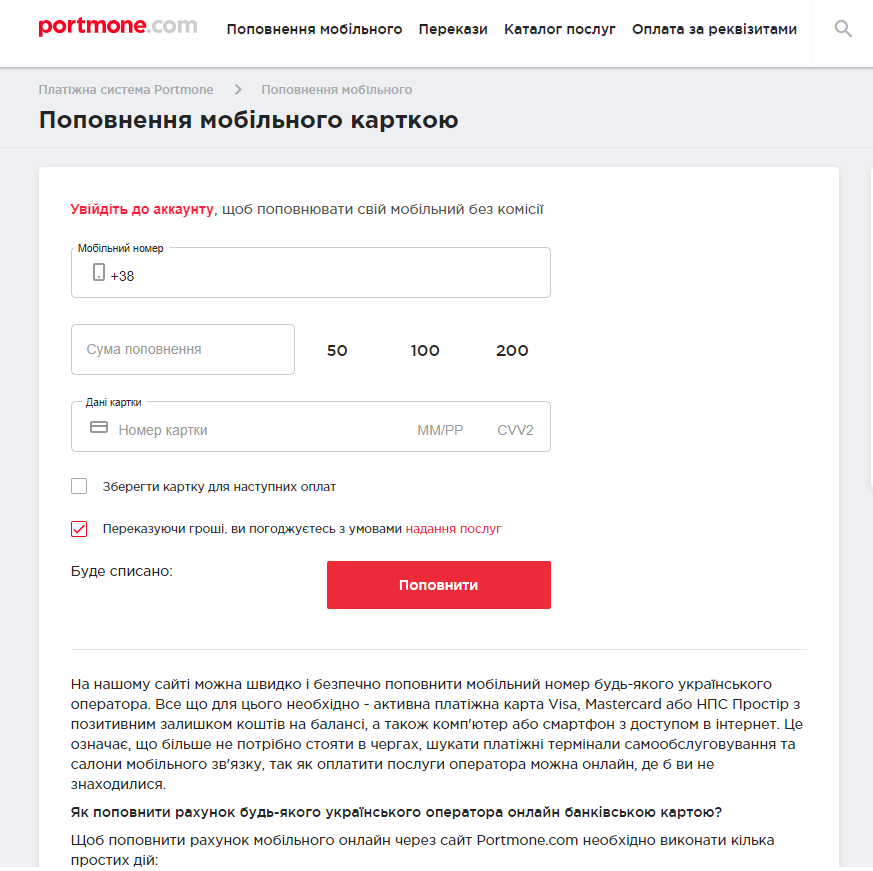 portmone.com
Поповнення мобільного Перекази Каталог послуг Оплата за реквізитами
Платіжна система Portmone Поповнення мобільного
Поповнення мобільного карткою
Увійдіть до аккаунту, щоб поповнювати свій мобільний без комісії
Мобільний номер
+38
Сума поповнення 50 100 200
Дані картки
Номер картки ММ/РР CVV2
Зберегти картку для наступних оплат
Переказуючи гроші, ви погоджуєтесь з умовами надання послуг
Буде списано: Поповнити
На нашому сайті можна швидко і безпечно поповнити мобільний номер будь-якого українського
оператора. Все що для цього необхідно - активна платіжна карта Visa, Mastercard або НПС Простір з
позитивним залишком коштів на балансі, а також комп'ютер або смартфон з доступом в інтернет. Це
означає, що більше не потрібно стояти в чергах, шукати платіжні термінали самообслуговування та
салони мобільного зв'язку, так як оплатити послуги оператора можна онлайн, де б ви не
знаходилися.
Як поповнити рахунок будь-якого українського оператора онлайн банківською картою?
Щоб поповнити рахунок мобільного онлайн через сайт Portmone.com необхідно виконати кілька
простих дій: